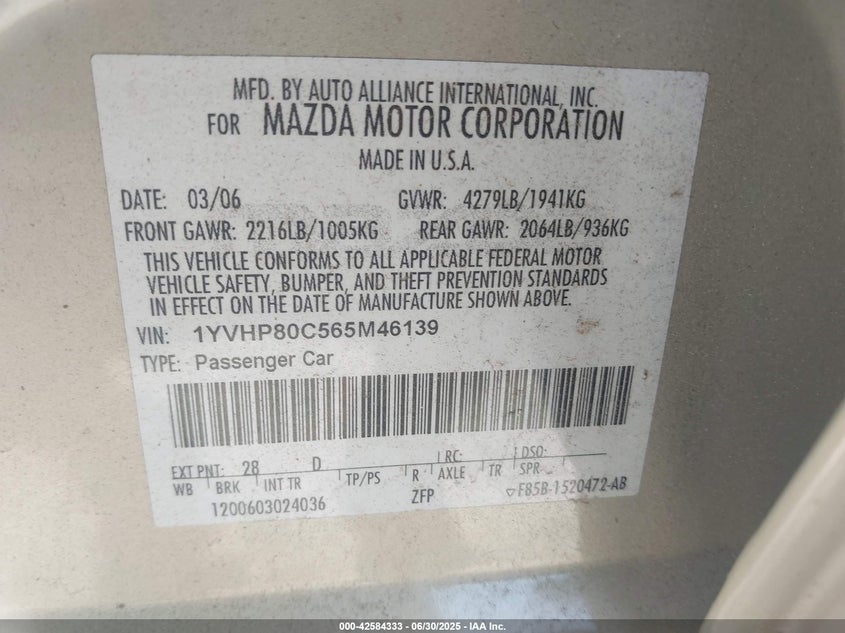 MFD. BY AUTO ALLIANCE INTERNATIONAL, INC.
FOR MAZDA MOTOR CORPORATION
MADE IN U.S.A.
DATE: 03/06 GVWR: 4279LB/1941KG
FRONT GAWR: 2216LB/1005KG REAR GAWR: 2064LB/936KG
THIS VEHICLE CONFORMS TO ALL APPLICABLE FEDERAL MOTOR
VEHICLE SAFETY, BUMPER, AND THEFT PREVENTION STANDARDS
IN EFFECT ON THE DATE OF MANUFACTURE SHOWN ABOVE.
VIN: 1YVHP80C565M46139
TYPE: Passenger Car
EXT PNT: 28 D RC: DSO:
WB BRK INT TR TP/PS R AXLE TR SPR
1200603024036 ZFP ▽F85B-1520472-AB
000-42584333 - 06/30/2025 - IAA Inc.